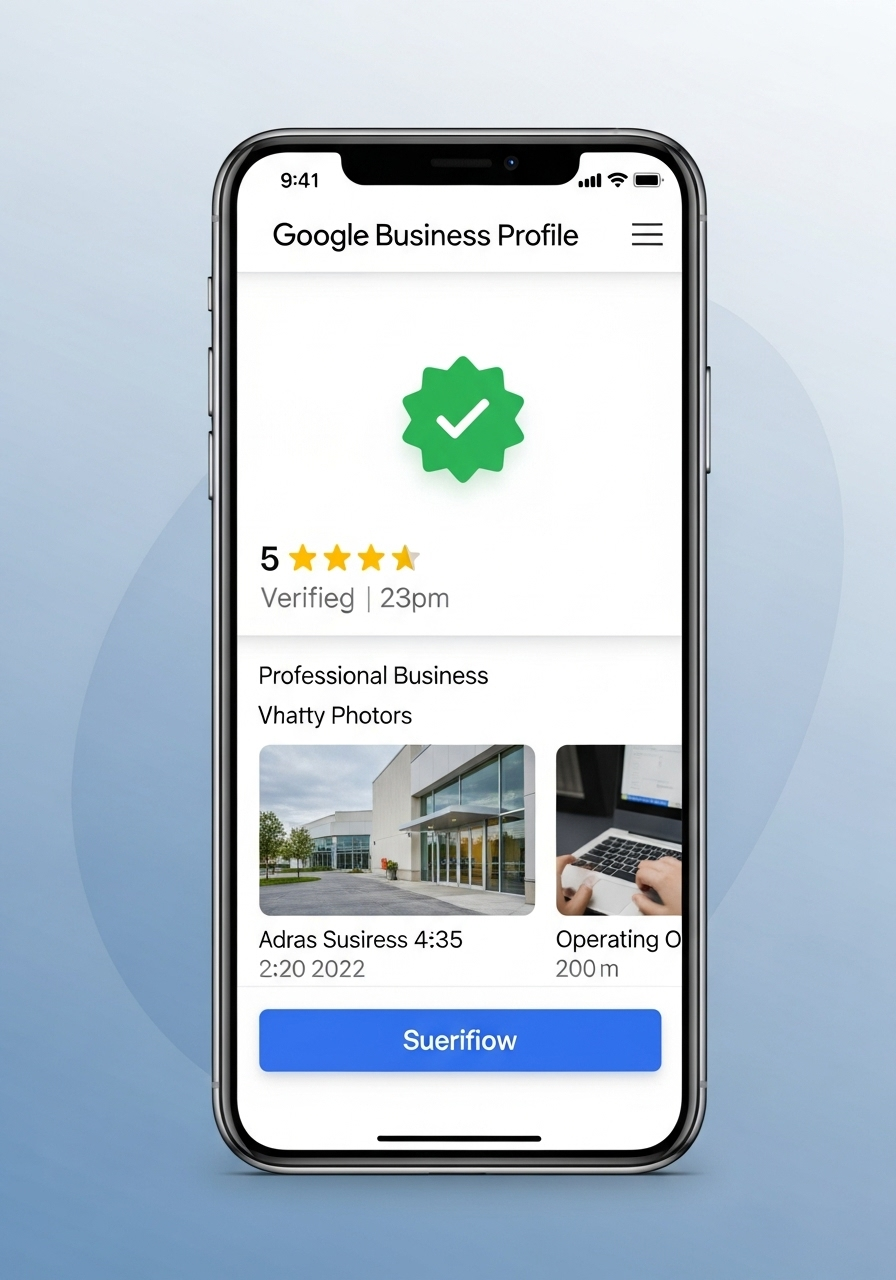 9:41
Google Business Profile
5
Verified | 23pm
Professional Business
Vhatty Photors
Adras Susiress 4:35
2:20 2022
Operating O
200 m
Suerifiow